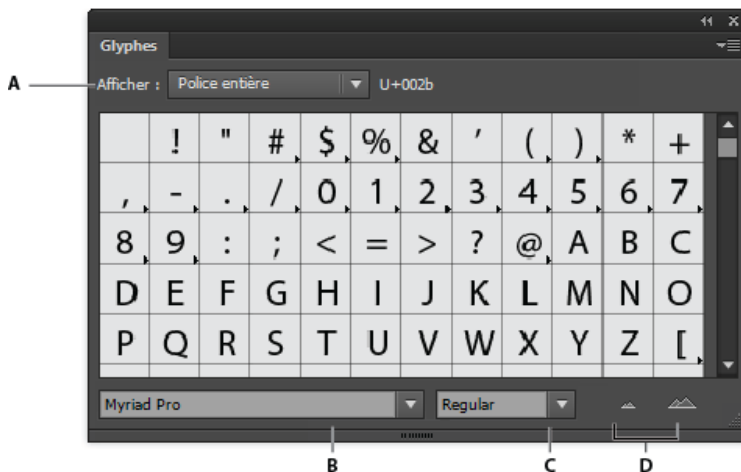 Glyphes
A Afficher : Police entière U+002b
! " # $ % & ' ( ) * +
, - . / 0 1 2 3 4 5 6 7
8 9 : ; < = > ? @ A B C
D E F G H I J K L M N O
P Q R S T U V W X Y Z [
Myriad Pro Regular
B C D